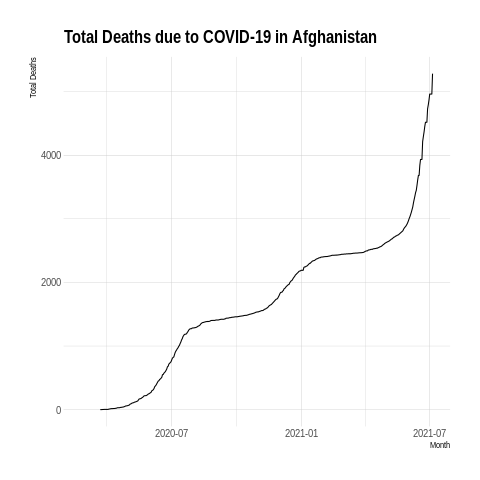 Total Deaths due to COVID-19 in Afghanistan
Total Deaths
4000
2000
0
2020-07 2021-01 2021-07
Month